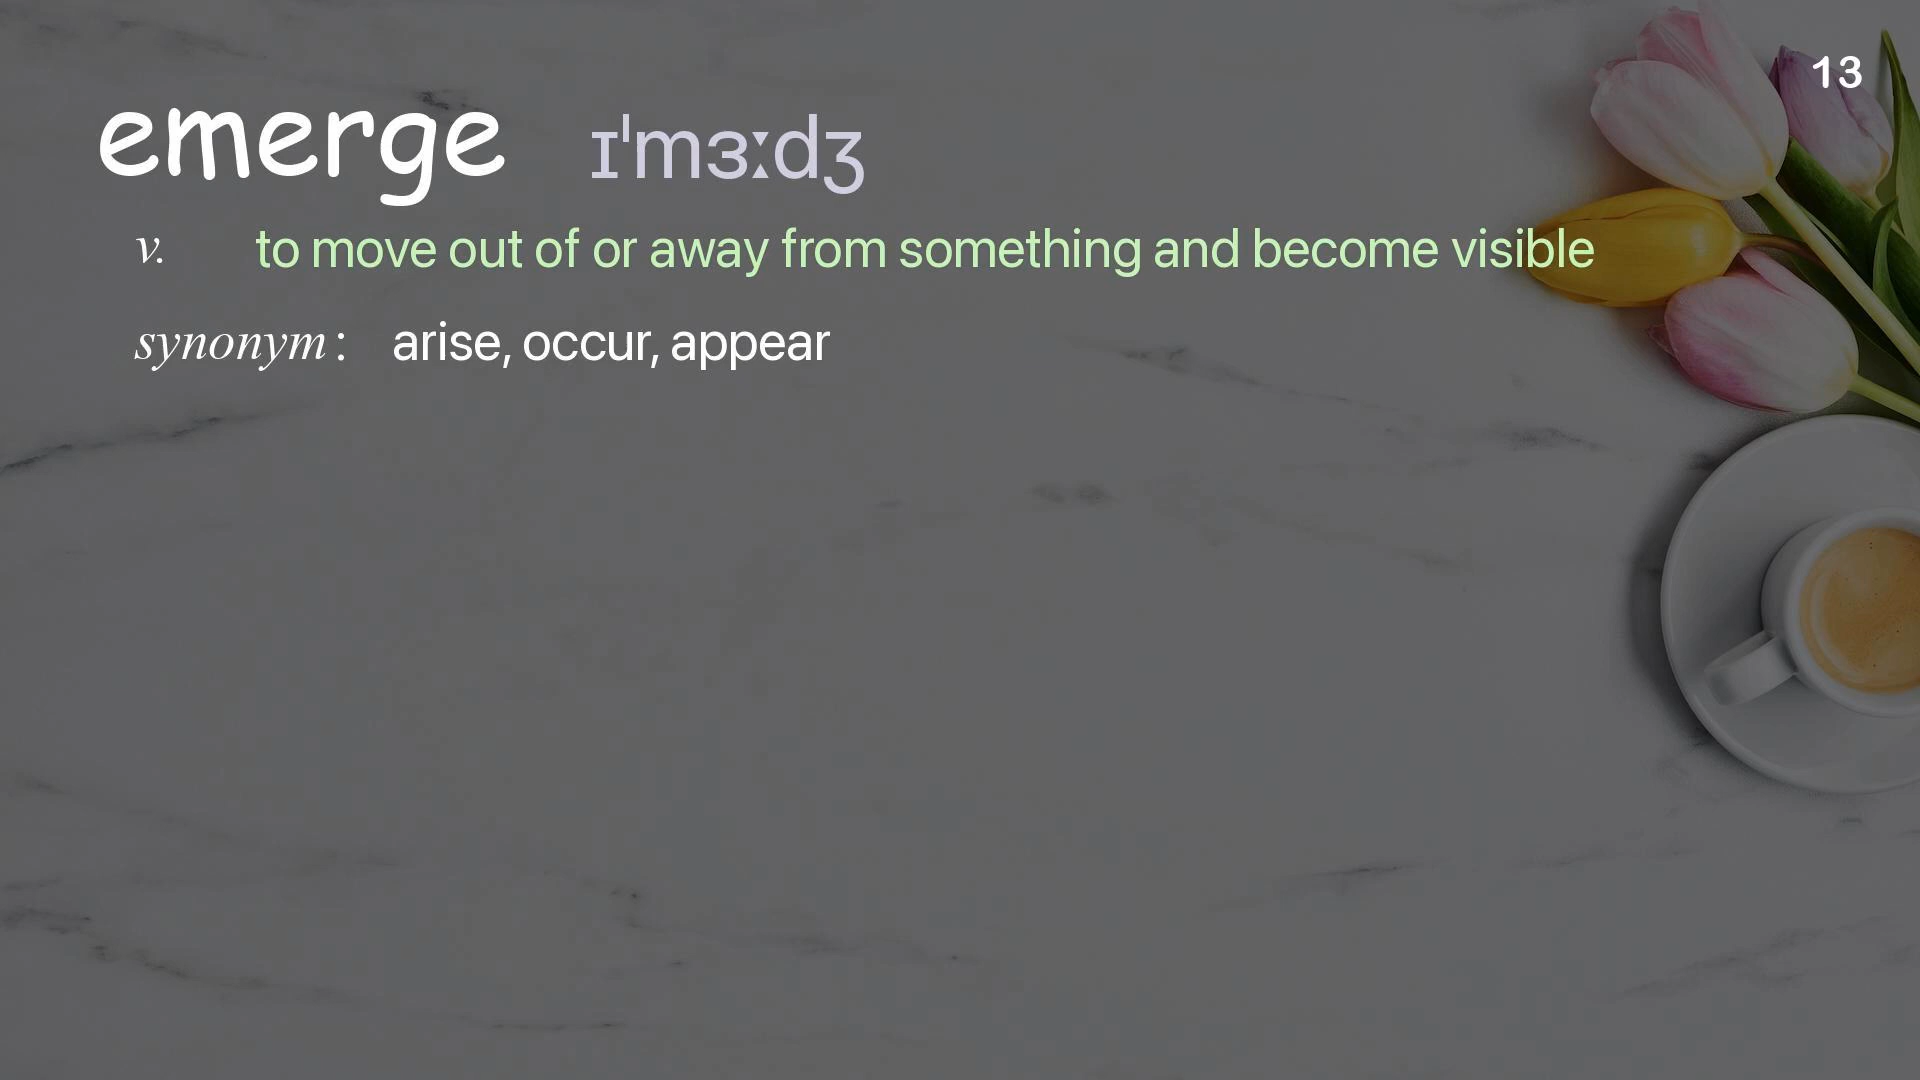 13
emerge ɪˈmɜːdʒ
v. to move out of or away from something and become visible
synonym: arise, occur, appear